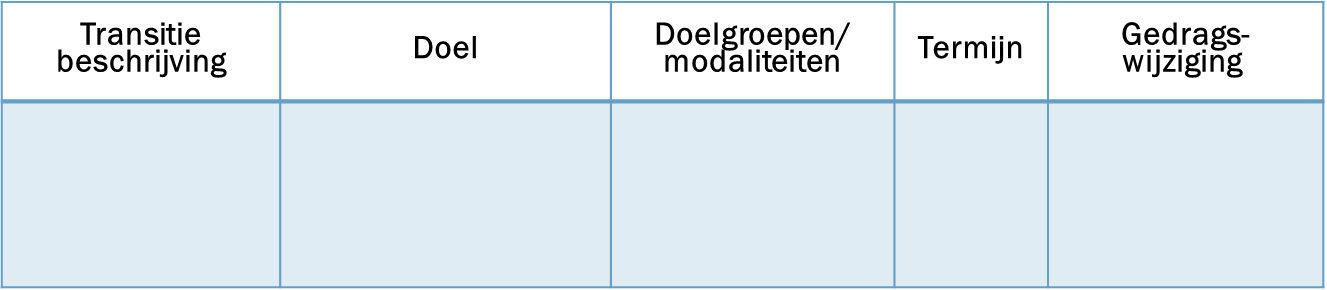 Transitie
beschrijving
Doel
Doelgroepen/
modaliteiten
Termijn
Gedrags-
wijziging